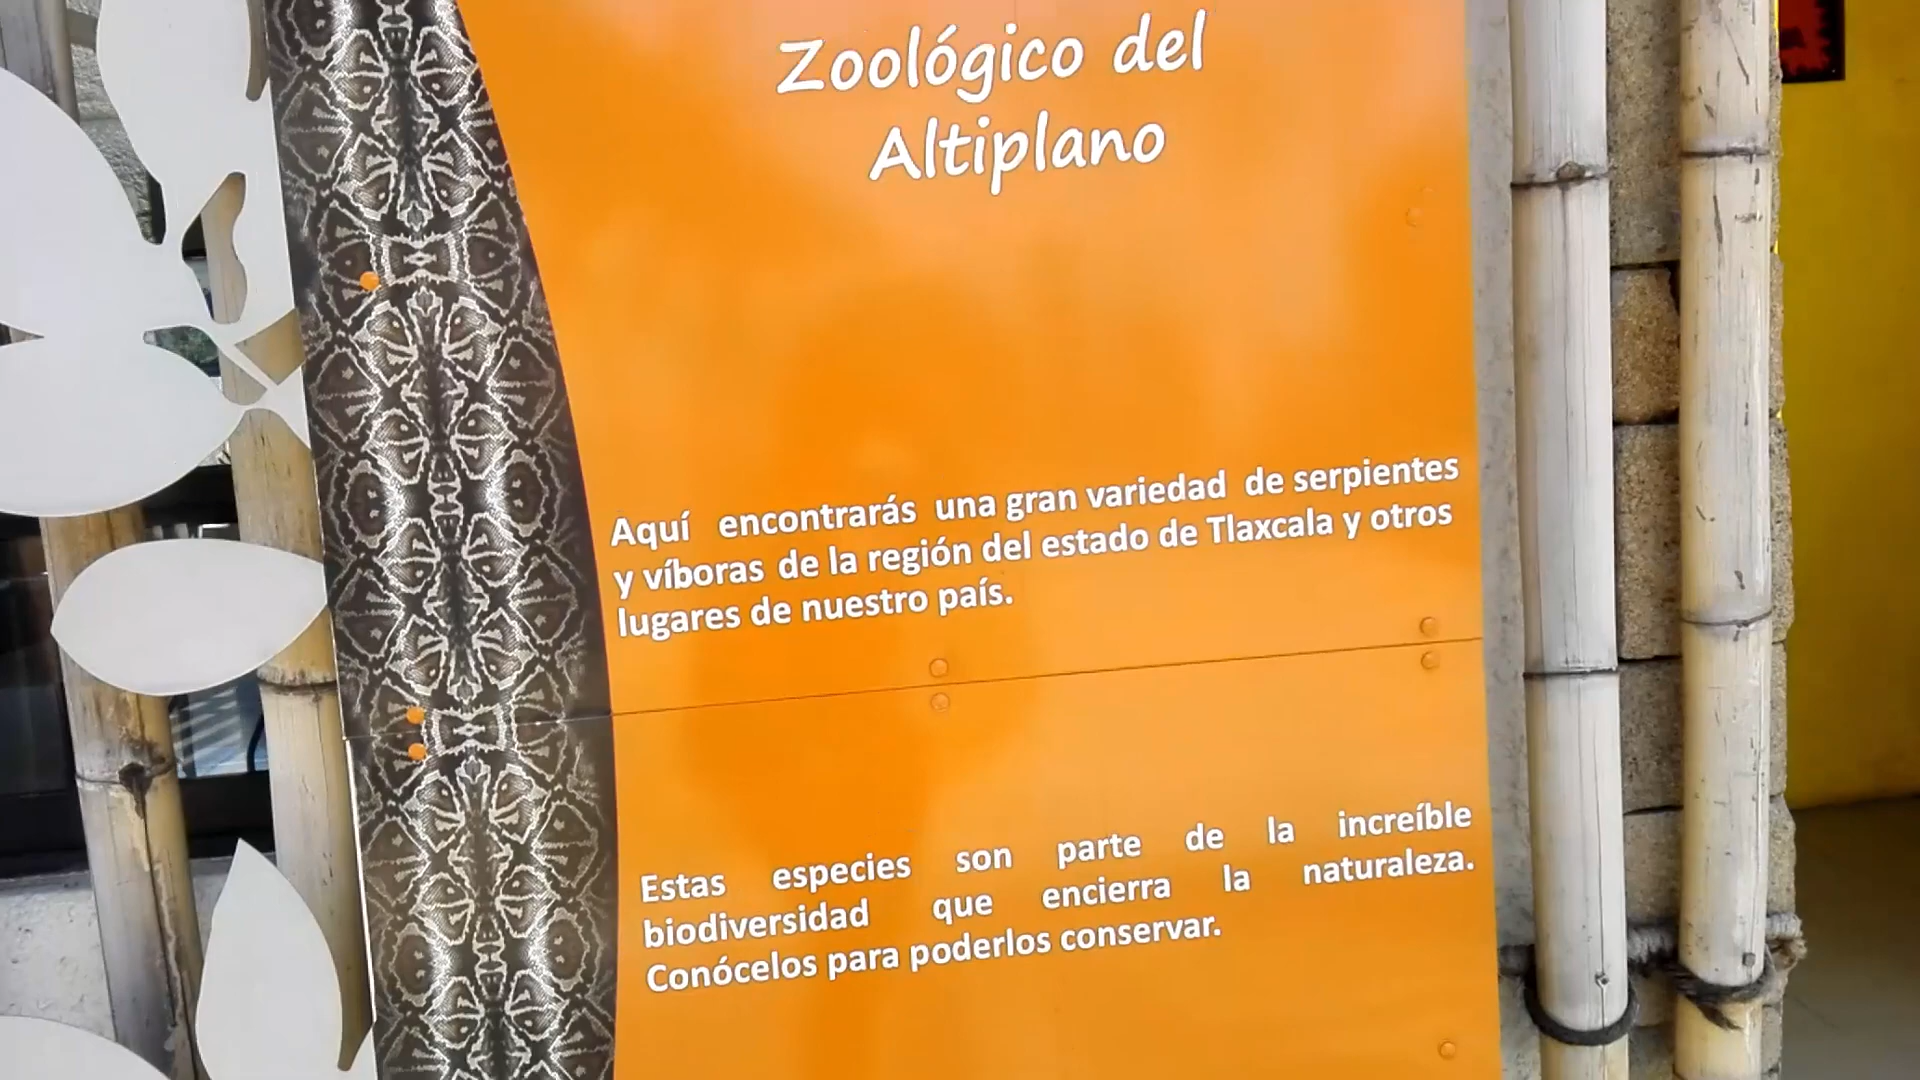 Zoológico del
Altiplano
Aquí encontrarás una gran variedad de serpientes
y víboras de la región del estado de Tlaxcala y otros
lugares de nuestro país.
Estas especies son parte de la increíble
biodiversidad que encierra la naturaleza.
Conócelos para poderlos conservar.